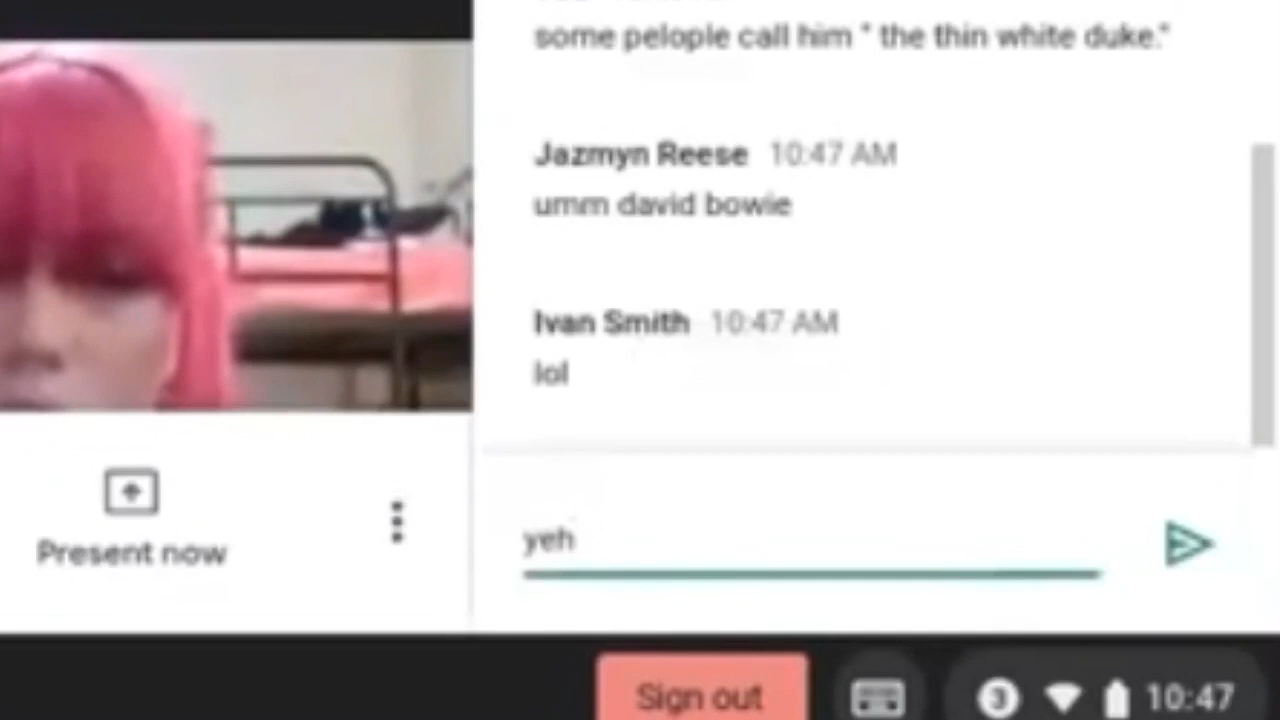 some pelople call him " the thin white duke."
Jazmyn Reese 10:47 AM
umm david bowie
Ivan Smith 10:47 AM
lol
Present now
yeh
Sign out
3
10:47